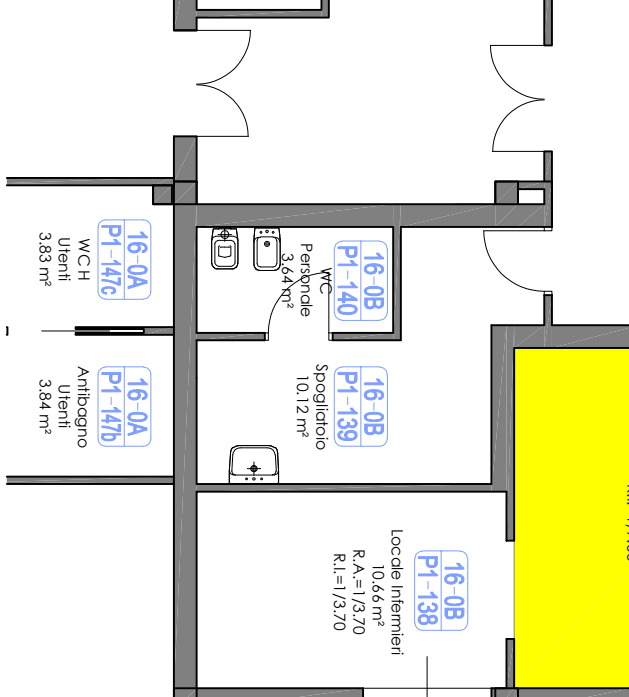 16-0A
P1-147c
WC H
Utenti
3.83 m²
16-0B
P1-140
WC
Personale
3.64 m²
16-0A
P1-147b
Antibagno
Utenti
3.84 m²
16-0B
P1-139
Spogliatoio
10.12 m²
16-0B
P1-138
Locale Infermieri
10.66 m²
R.A.=1/3.70
R.I.=1/3.70